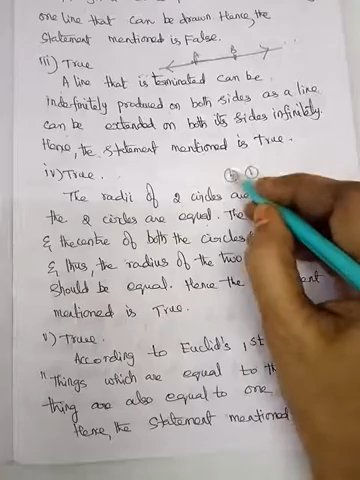 one line that can be drawn. Hence, the
statement mentioned is False.
iii) True
A B
A line that is terminated can be
Indefinitely produced on both sides as a line
can be extended on both its sides infinitely.
Hence, the statement mentioned is True.
iv) True.
The radii of 2 circles are
the 2 circles are equal. The
& the centre of both the circles
& thus, the radius of the two
should be equal. Hence the
mentioned is True.
v) True.
According to Euclid's 1st
"Things which are equal to th
thing are also equal to one
Hence, the statement mentioned